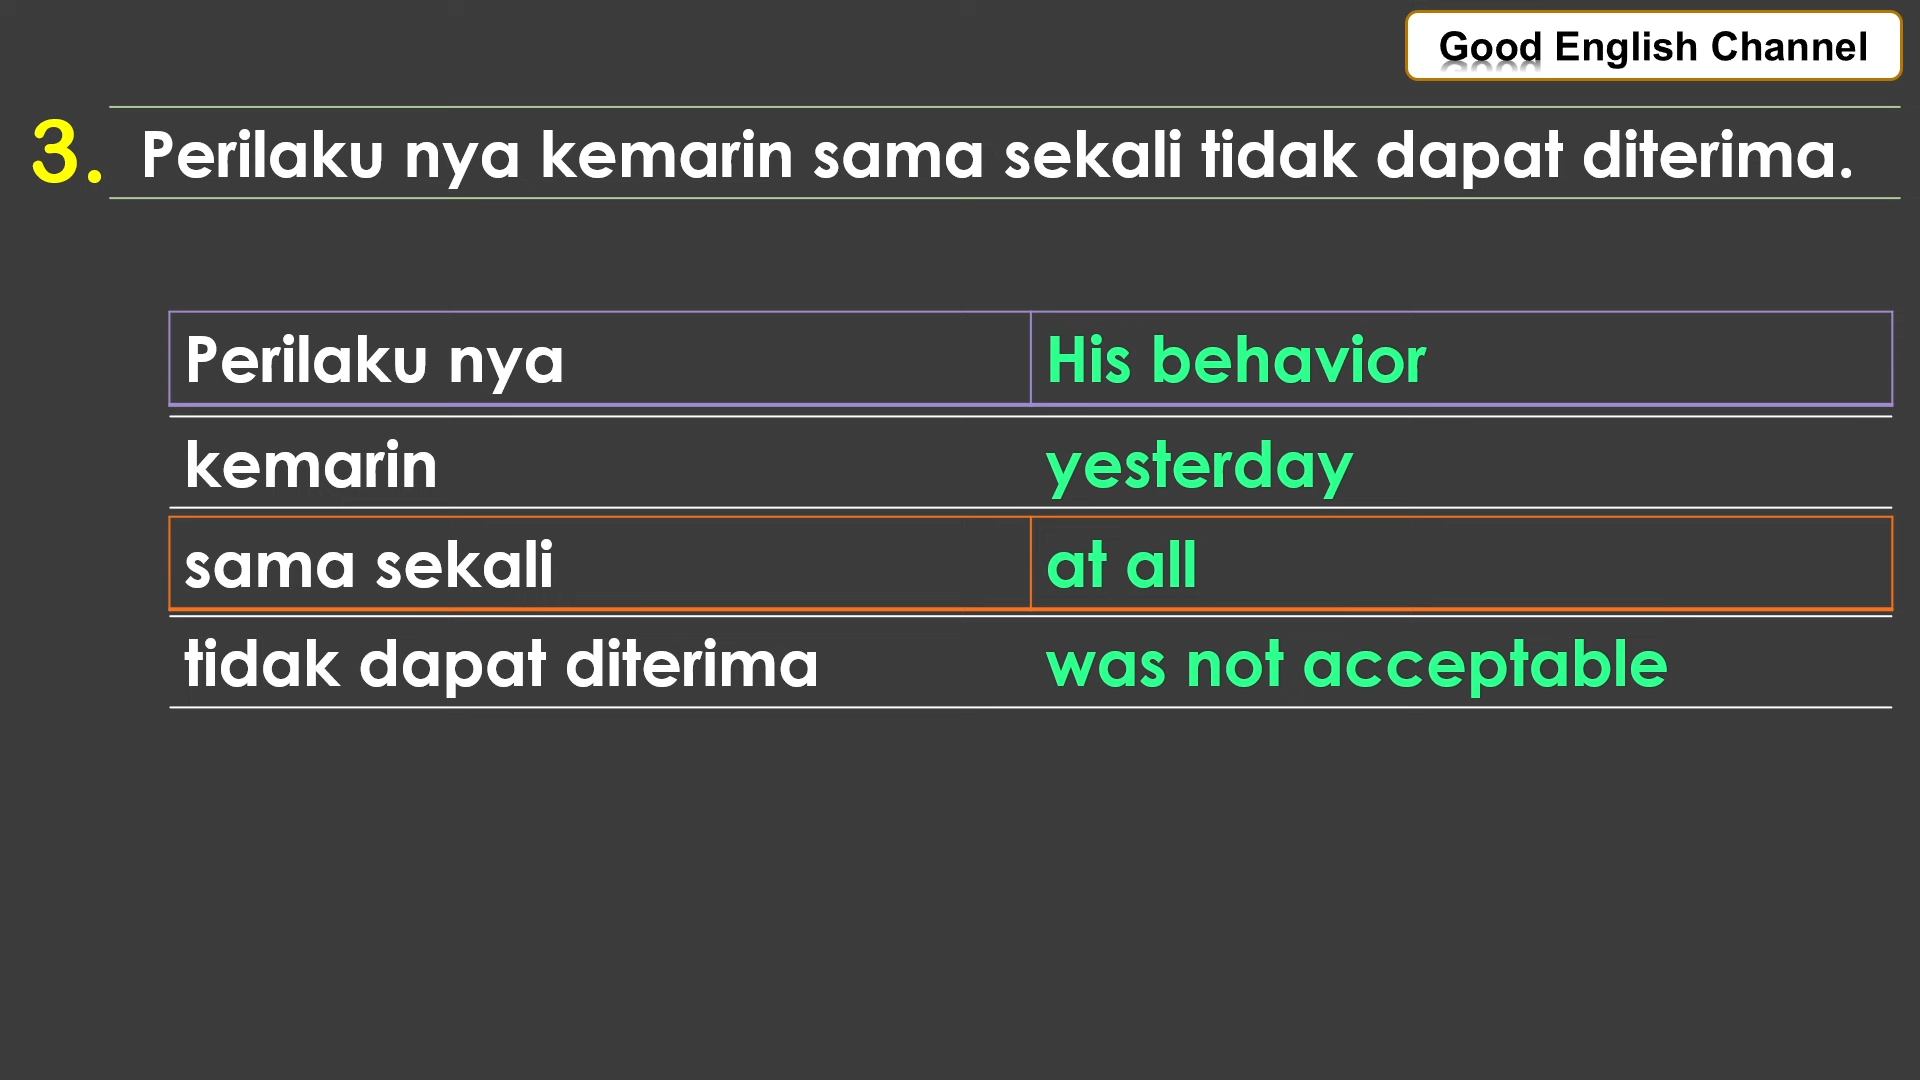 Good English Channel
3. Perilaku nya kemarin sama sekali tidak dapat diterima.
Perilaku nya His behavior
kemarin yesterday
sama sekali at all
tidak dapat diterima was not acceptable